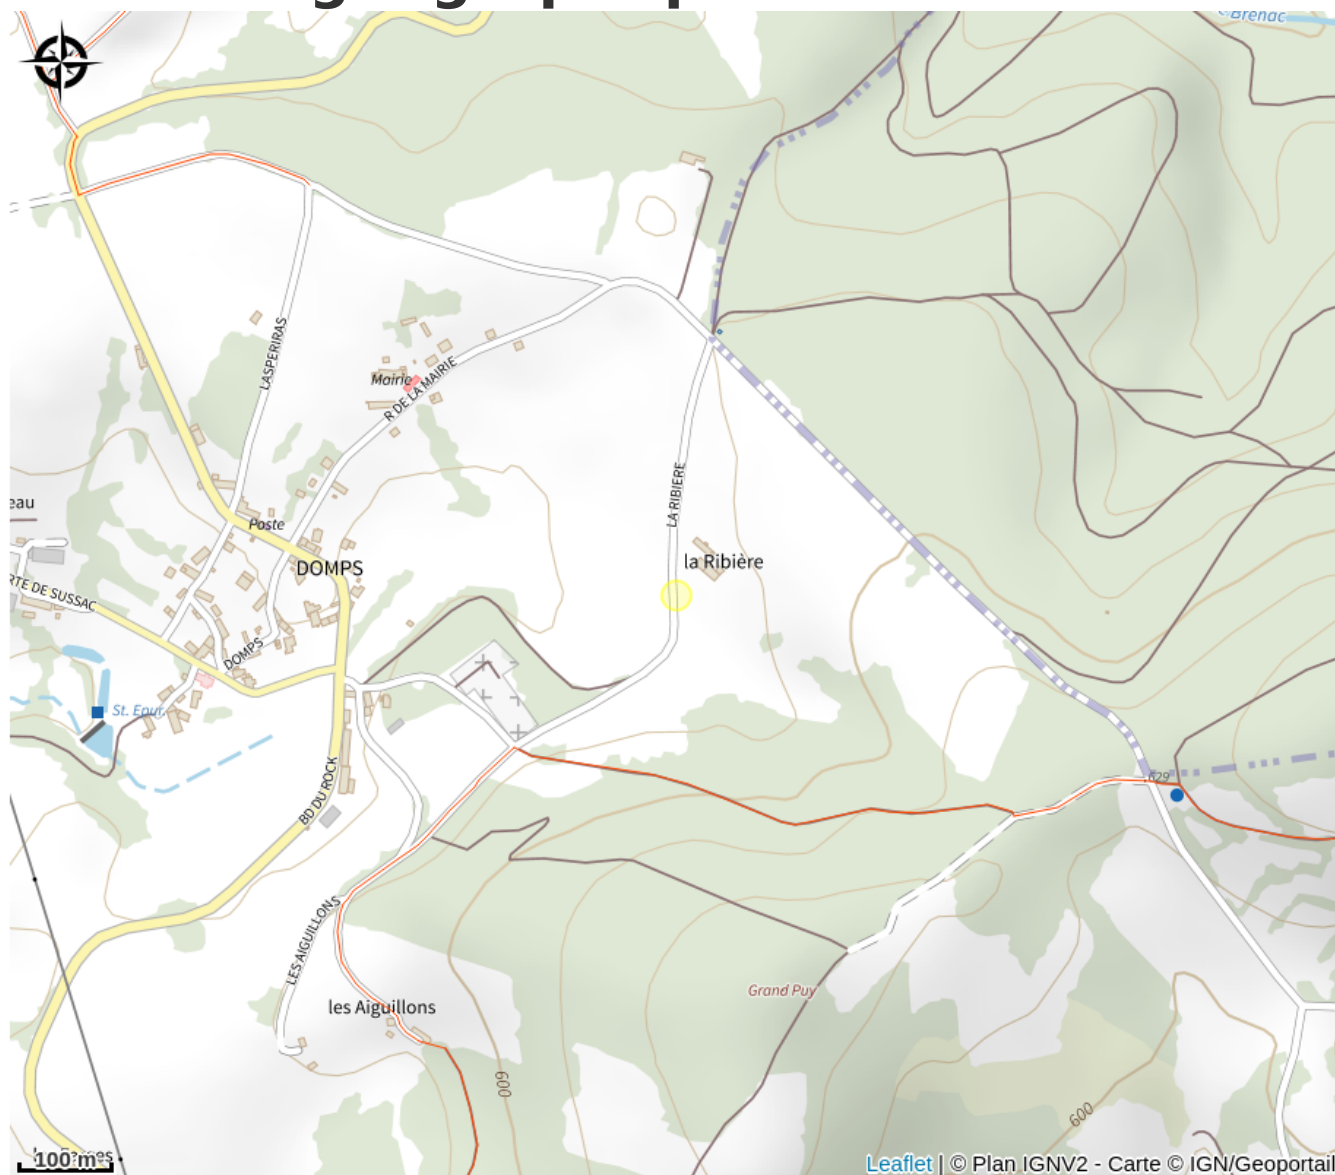 Brenac
LASPERIRAS
Mairie
R DE LA MAIRIE
LA RIBIERE
eau
Poste
la Ribière
DOMPS
RTE DE SUSSAC
DOMPS
St. Epur.
629
BD DU ROCK
LES AIGUILLONS
Grand Puy
les Aiguillons
600
600
100 m
Leaflet | © Plan IGNV2 - Carte © IGN/Geoportail